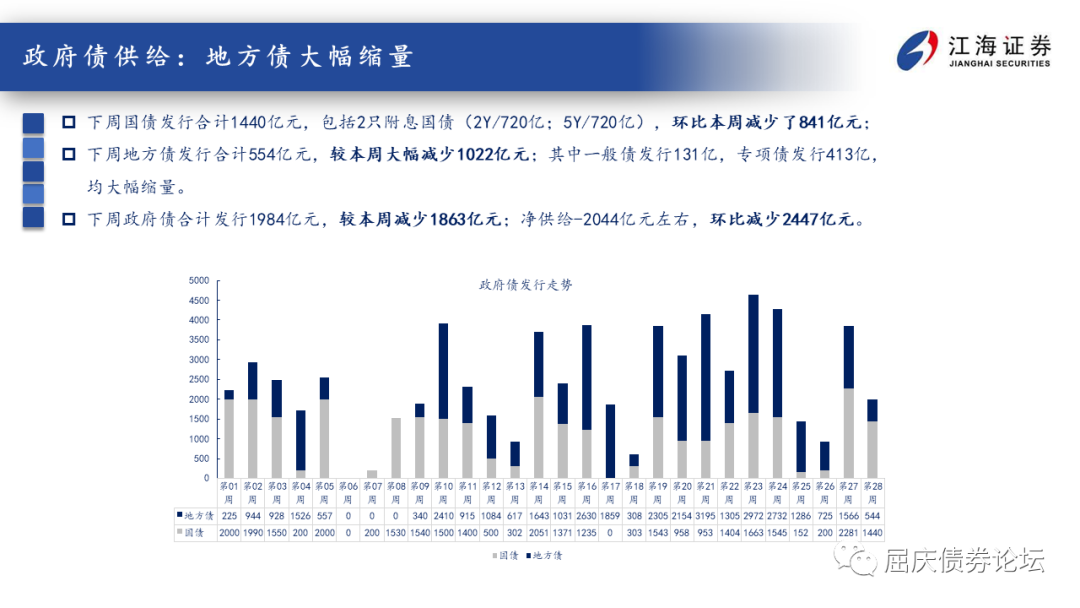 政府债供给：地方债大幅缩量
江海证券
JIANGHAI SECURITIES
下周国债发行合计1440亿元，包括2只附息国债（2Y/720亿；5Y/720亿），环比本周减少了841亿元；
下周地方债发行合计554亿元，较本周大幅减少1022亿元；其中一般债发行131亿，专项债发行413亿，
均大幅缩量。
下周政府债合计发行1984亿元，较本周减少1863亿元；净供给-2044亿元左右，环比减少2447亿元。
政府债发行走势
5000
4500
4000
3500
3000
2500
2000
1500
1000
500
0
第01周 第02周 第03周 第04周 第05周 第06周 第07周 第08周 第09周 第10周 第11周 第12周 第13周 第14周 第15周 第16周 第17周 第18周 第19周 第20周 第21周 第22周 第23周 第24周 第25周 第26周 第27周 第28周
地方债 225 944 928 1526 557 0 0 0 340 2410 915 1084 617 1643 1031 2630 1859 308 2305 2154 3195 1305 2972 2732 1286 725 1566 544
国债 2000 1990 1550 200 2000 0 200 1530 1540 1500 1400 500 302 2051 1371 1235 0 303 1543 958 953 1404 1663 1545 152 200 2281 1440
国债 地方债
屈庆债券论坛